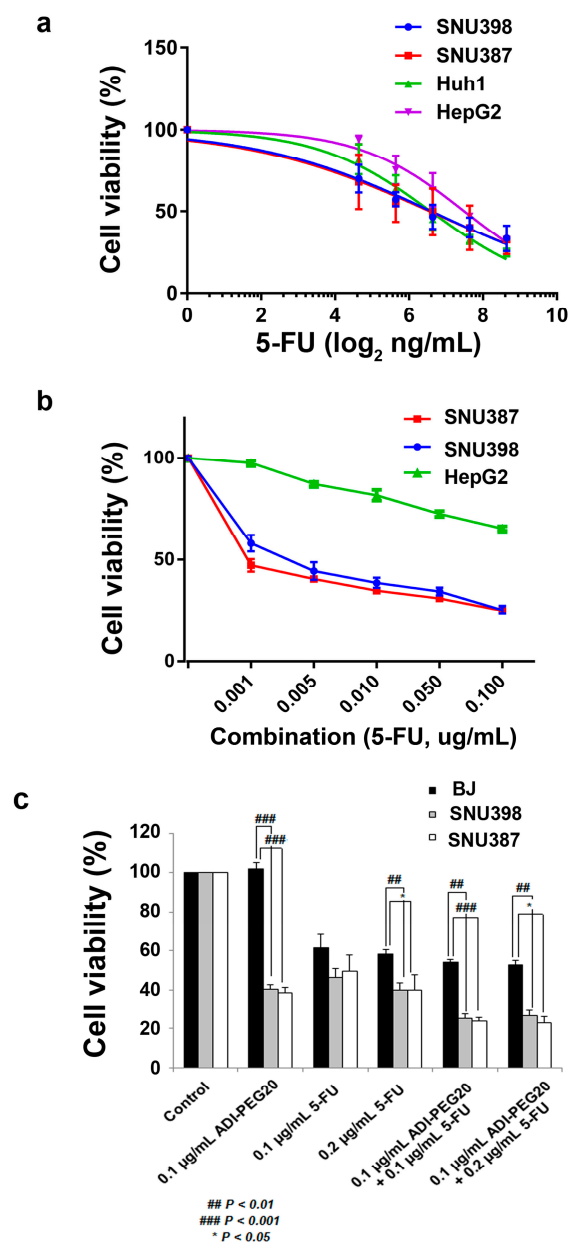 a
SNU398
SNU387
Huh1
HepG2
Cell viability (%)
150
100
50
0
0 2 4 6 8 10
5-FU (log2 ng/mL)
b
SNU387
SNU398
HepG2
Cell viability (%)
100
50
0
0.001 0.005 0.010 0.050 0.100
Combination (5-FU, ug/mL)
c
BJ
SNU398
SNU387
Cell viability (%)
120
100
80
60
40
20
0
###
###
##
*
##
###
##
*
Control
0.1 µg/mL ADI-PEG20
0.1 µg/mL 5-FU
0.2 µg/mL 5-FU
0.1 µg/mL ADI-PEG20
+ 0.1 µg/mL 5-FU
0.1 µg/mL ADI-PEG20
+ 0.2 µg/mL 5-FU
## P < 0.01
### P < 0.001
* P < 0.05